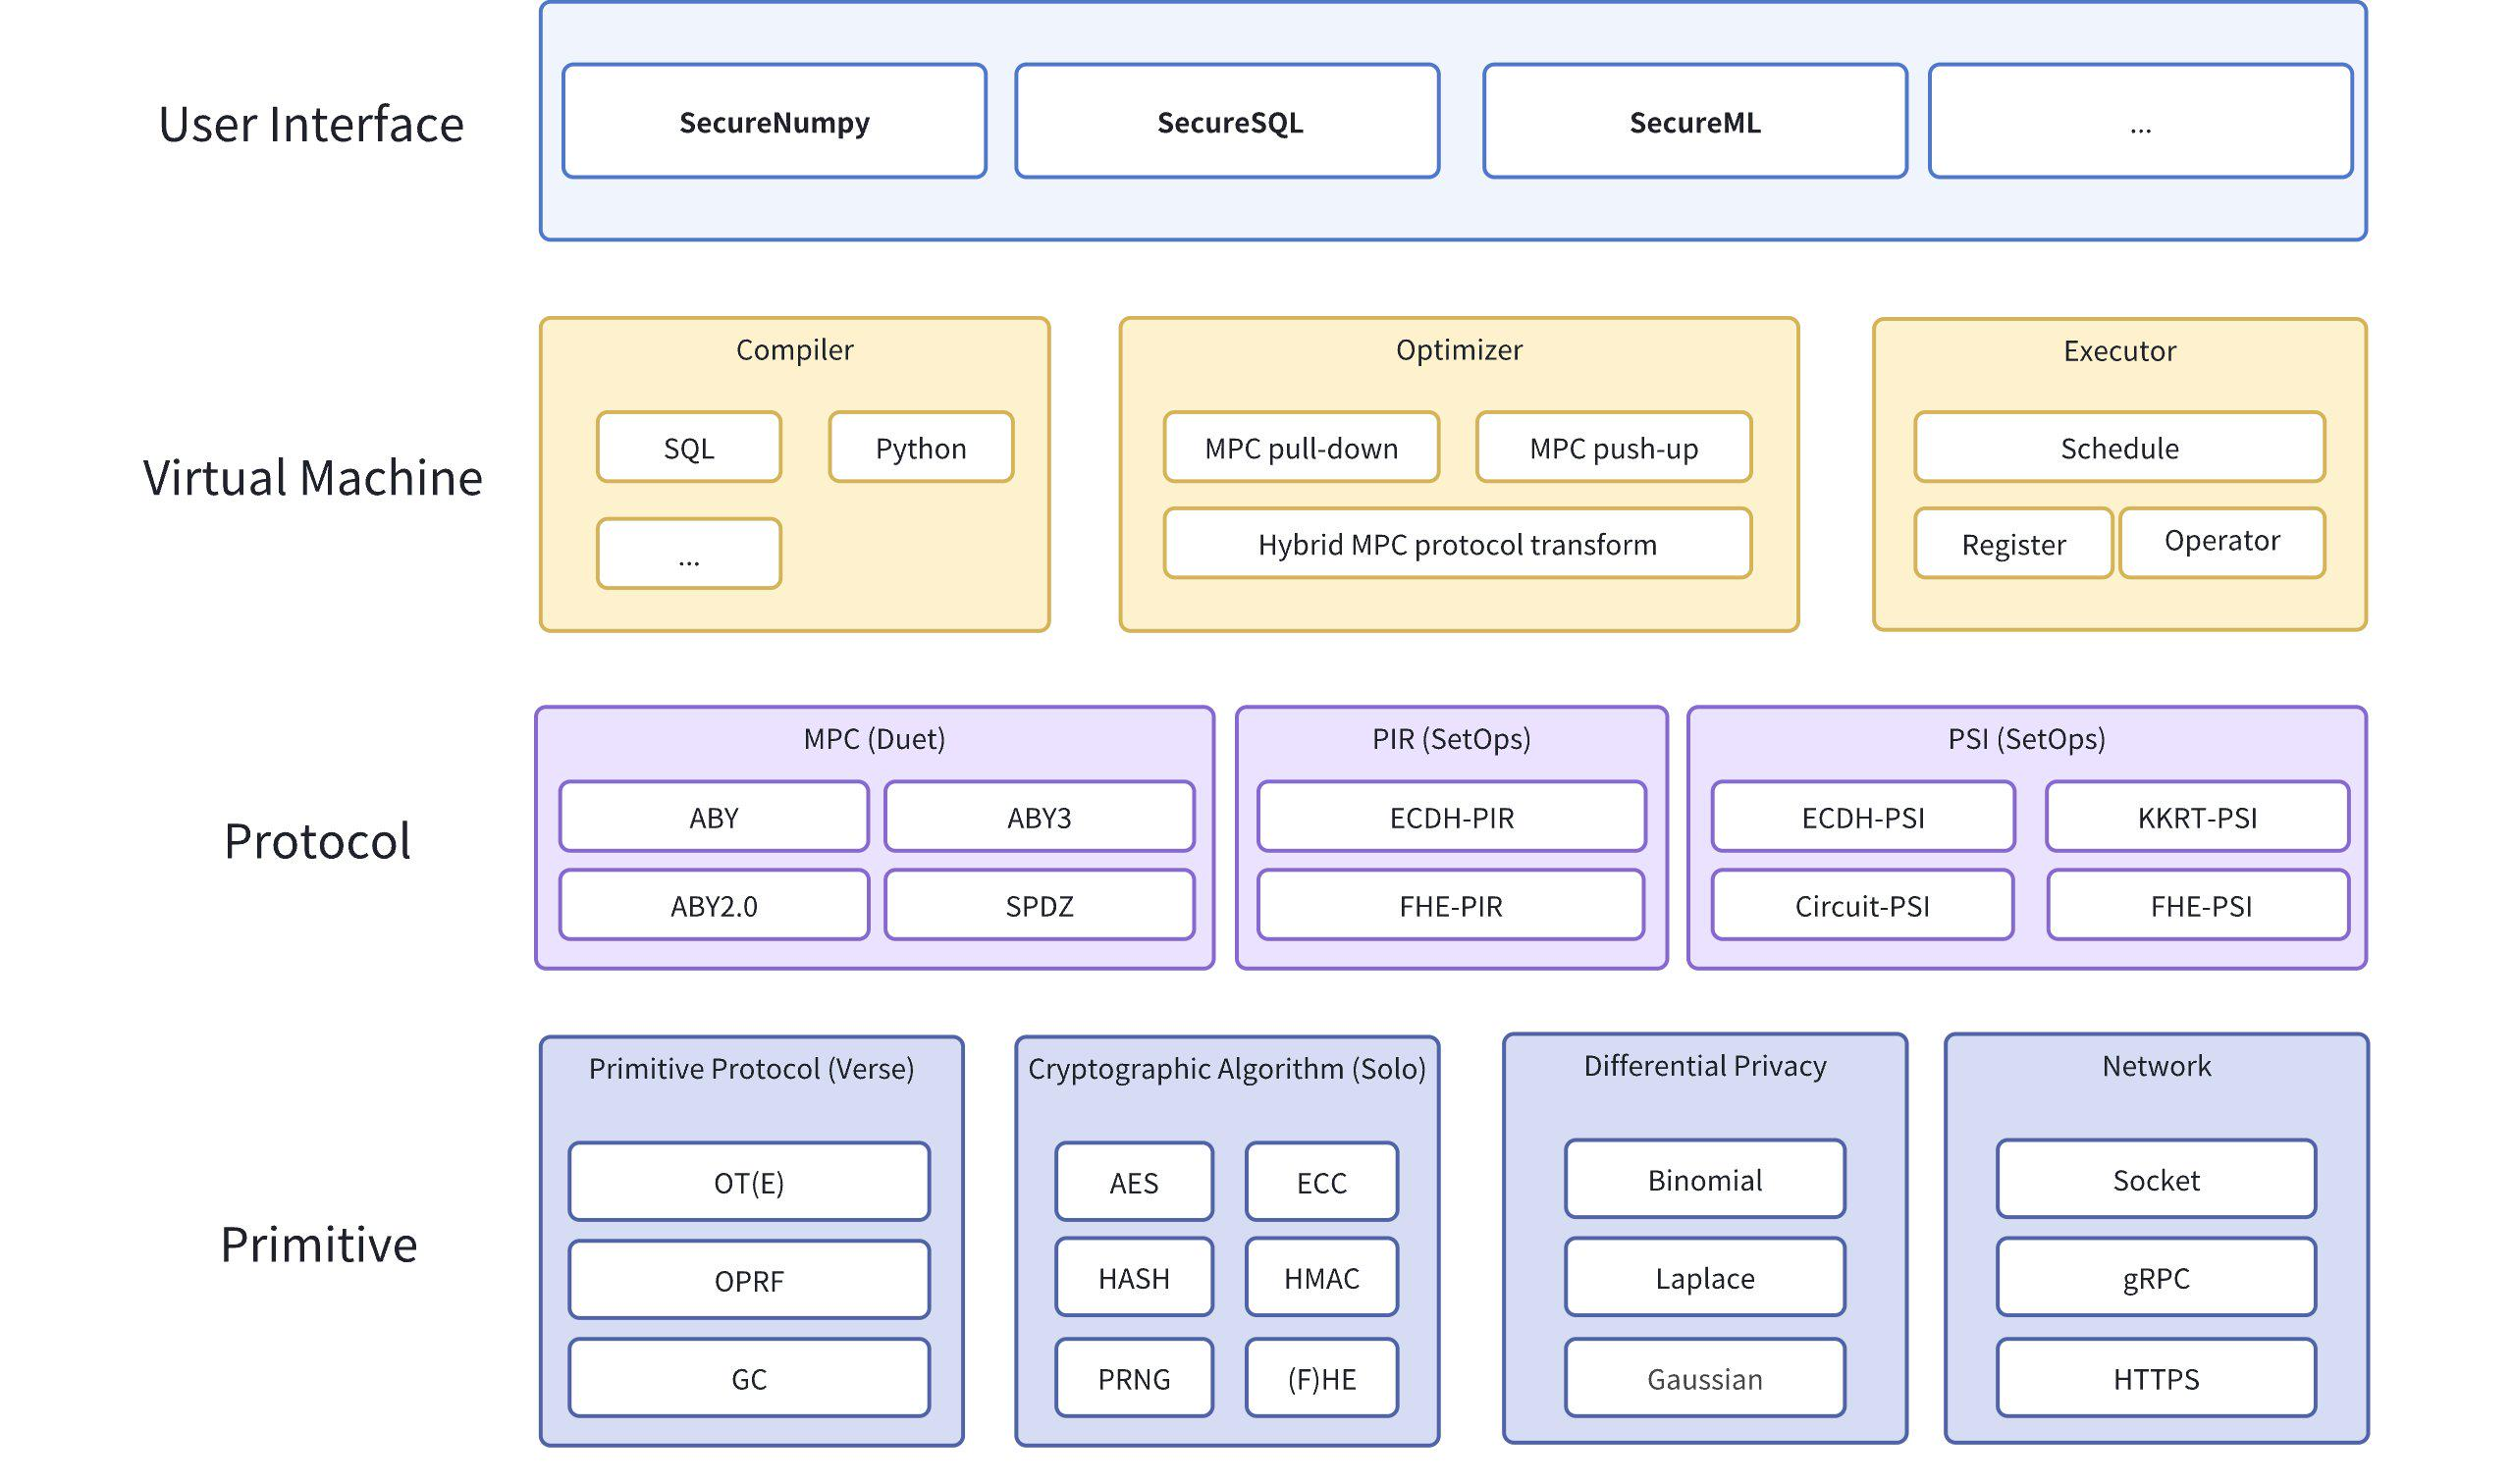 User Interface
SecureNumpy
SecureSQL
SecureML
...
Virtual Machine
Compiler
SQL
Python
...
Optimizer
MPC pull-down
MPC push-up
Hybrid MPC protocol transform
Executor
Schedule
Register
Operator
Protocol
MPC (Duet)
ABY
ABY3
ABY2.0
SPDZ
PIR (SetOps)
ECDH-PIR
FHE-PIR
PSI (SetOps)
ECDH-PSI
KKRT-PSI
Circuit-PSI
FHE-PSI
Primitive
Primitive Protocol (Verse)
OT(E)
OPRF
GC
Cryptographic Algorithm (Solo)
AES
ECC
HASH
HMAC
PRNG
(F)HE
Differential Privacy
Binomial
Laplace
Gaussian
Network
Socket
gRPC
HTTPS